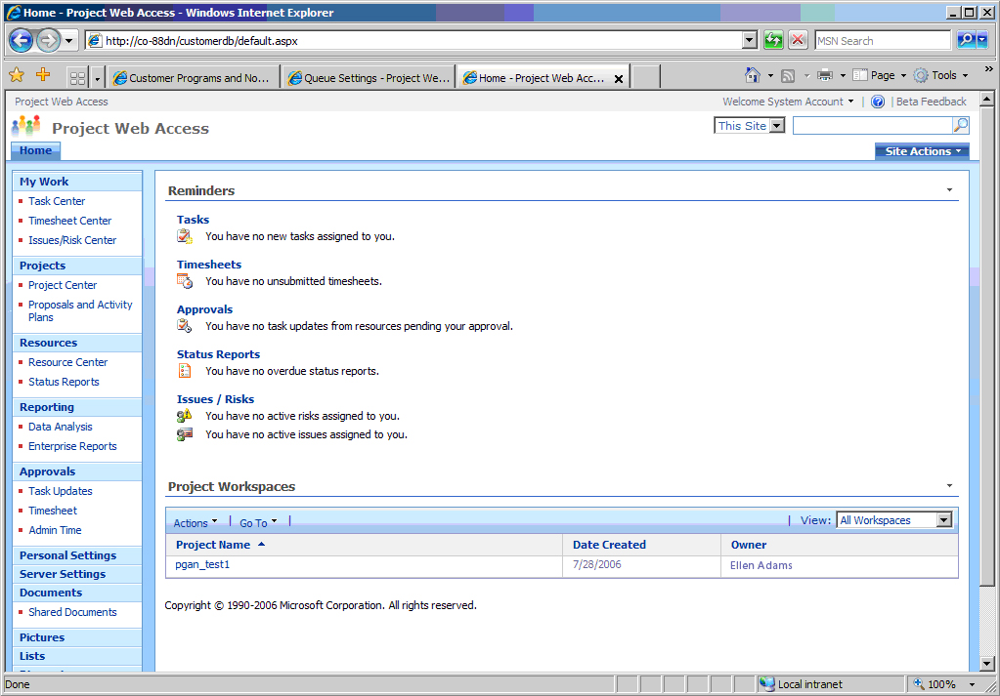 Home - Project Web Access - Windows Internet Explorer
http://co-88dn/customerdb/default.aspx
MSN Search
Customer Programs and No...
Queue Settings - Project We...
Home - Project Web Acc...
Page
Tools
Project Web Access
Welcome System Account
Beta Feedback
Project Web Access
This Site
Home
Site Actions
My Work
Task Center
Timesheet Center
Issues/Risk Center
Projects
Project Center
Proposals and Activity
Plans
Resources
Resource Center
Status Reports
Reporting
Data Analysis
Enterprise Reports
Approvals
Task Updates
Timesheet
Admin Time
Personal Settings
Server Settings
Documents
Shared Documents
Pictures
Lists
Reminders
Tasks
You have no new tasks assigned to you.
Timesheets
You have no unsubmitted timesheets.
Approvals
You have no task updates from resources pending your approval.
Status Reports
You have no overdue status reports.
Issues / Risks
You have no active risks assigned to you.
You have no active issues assigned to you.
Project Workspaces
Actions | Go To | | View: All Workspaces
Project Name Date Created Owner
pgan_test1 7/28/2006 Ellen Adams
Copyright © 1990-2006 Microsoft Corporation. All rights reserved.
Done
Local intranet
100%